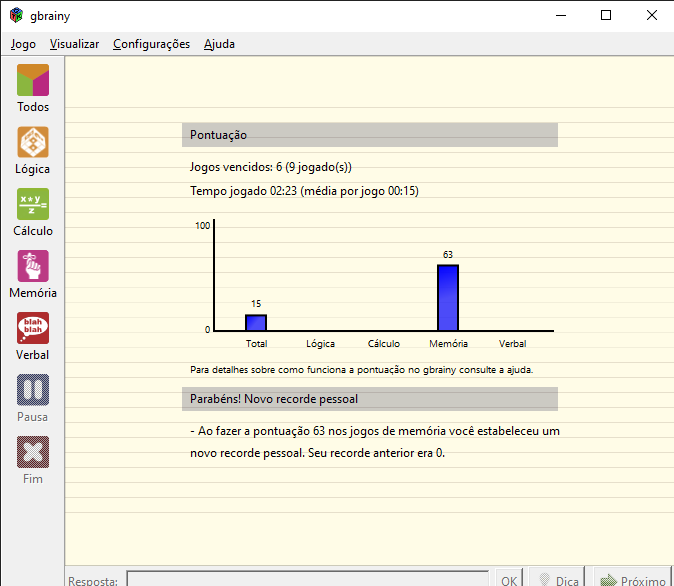 gbrainy
Jogo Visualizar Configurações Ajuda
Todos
Lógica
x*y
z =
Cálculo
Memória
blah
blah
Verbal
Pausa
Fim
Pontuação
Jogos vencidos: 6 (9 jogado(s))
Tempo jogado 02:23 (média por jogo 00:15)
100
63
15
0
Total Lógica Cálculo Memória Verbal
Para detalhes sobre como funciona a pontuação no gbrainy consulte a ajuda.
Parabéns! Novo recorde pessoal
- Ao fazer a pontuação 63 nos jogos de memória você estabeleceu um
novo recorde pessoal. Seu recorde anterior era 0.
Resposta: OK Dica Próximo